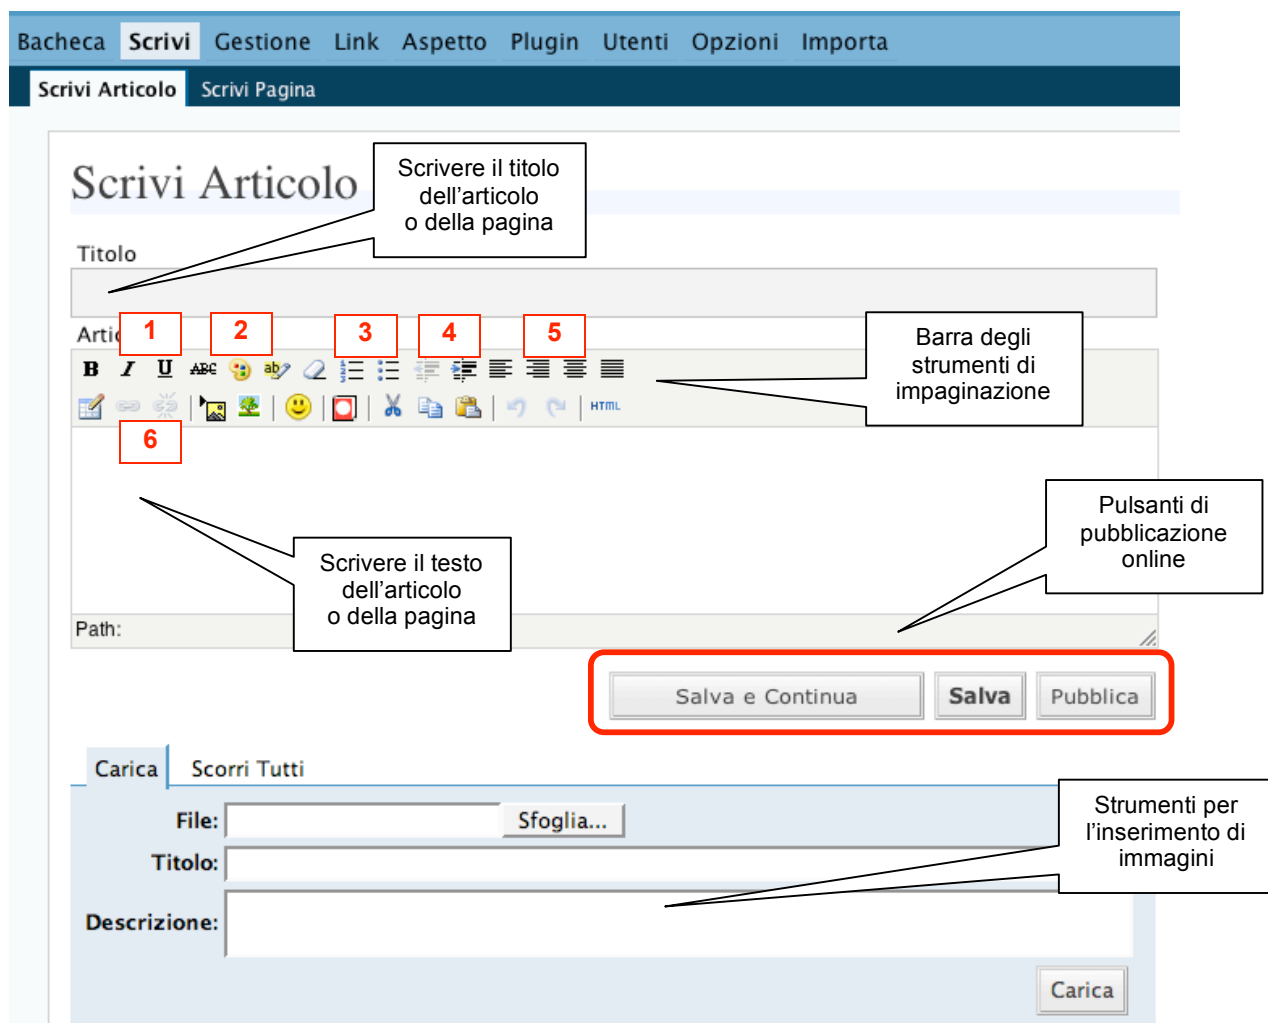 Bacheca Scrivi Gestione Link Aspetto Plugin Utenti Opzioni Importa
Scrivi Articolo Scrivi Pagina
Scrivi Articolo
Scrivere il titolo
dell’articolo
o della pagina
Titolo
1 2 3 4 5
Artic
Barra degli
strumenti di
impaginazione
B I U ABC ab
HTML
6
Pulsanti di
pubblicazione
online
Scrivere il testo
dell’articolo
o della pagina
Path:
Salva e Continua Salva Pubblica
Carica Scorri Tutti
Strumenti per
l’inserimento di
immagini
File: Sfoglia...
Titolo:
Descrizione:
Carica